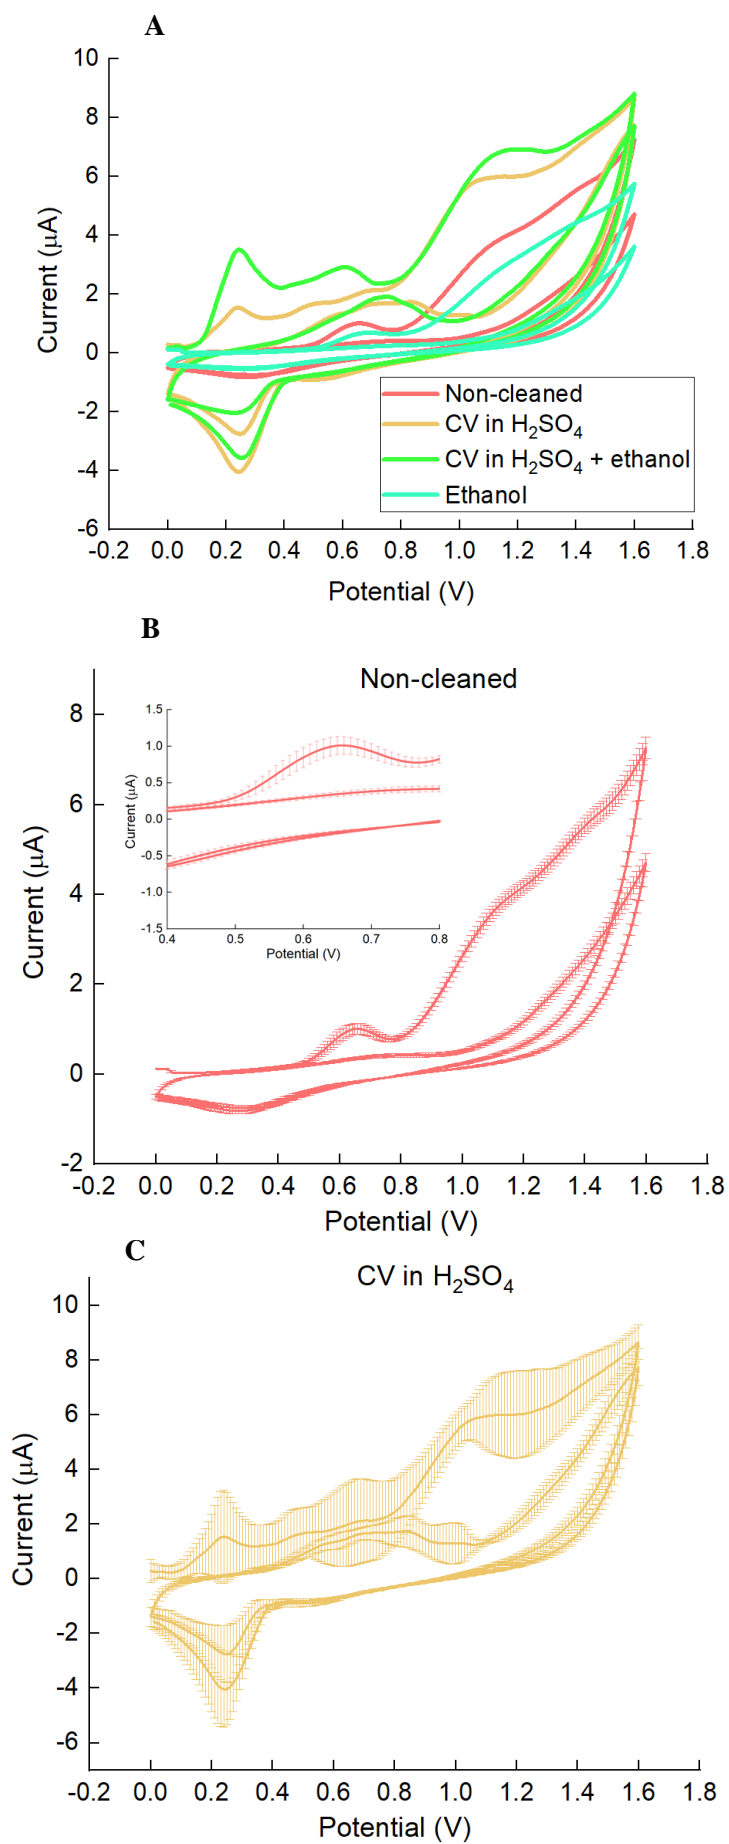 A
10
8
6
4
2
0
-2
-4
-6
Current (μA)
Non-cleaned
CV in H₂SO₄
CV in H₂SO₄ + ethanol
Ethanol
-0.2 0.0 0.2 0.4 0.6 0.8 1.0 1.2 1.4 1.6 1.8
Potential (V)
B
Non-cleaned
8
6
4
2
0
-2
Current (μA)
1.5
1.0
0.5
0.0
-0.5
-1.0
-1.5
Current (μA)
0.4 0.5 0.6 0.7 0.8
Potential (V)
-0.2 0.0 0.2 0.4 0.6 0.8 1.0 1.2 1.4 1.6 1.8
Potential (V)
C
CV in H₂SO₄
10
8
6
4
2
0
-2
-4
-6
Current (μA)
-0.2 0.0 0.2 0.4 0.6 0.8 1.0 1.2 1.4 1.6 1.8
Potential (V)